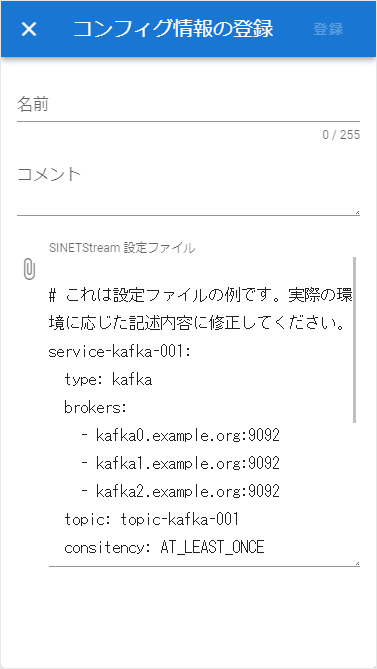 コンフィグ情報の登録 登録
名前
0 / 255
コメント
SINETStream 設定ファイル
# これは設定ファイルの例です。実際の環
境に応じた記述内容に修正してください。
service-kafka-001:
type: kafka
brokers:
- kafka0.example.org:9092
- kafka1.example.org:9092
- kafka2.example.org:9092
topic: topic-kafka-001
consitency: AT_LEAST_ONCE